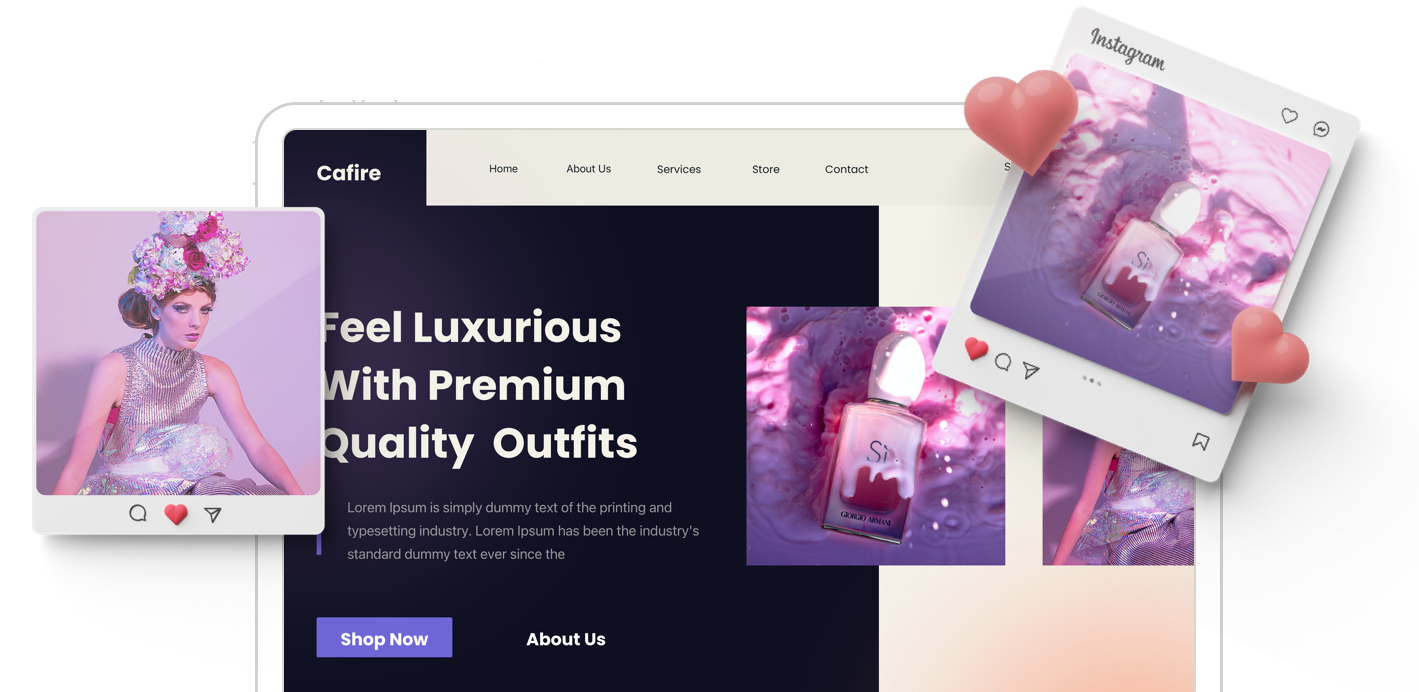 Instagram
Cafire
Home About Us Services Store Contact S
Feel Luxurious
With Premium
Quality Outfits
Lorem Ipsum is simply dummy text of the printing and
typesetting industry. Lorem Ipsum has been the industry's
standard dummy text ever since the
Shop Now About Us
Sì
GIORGIO ARMANI
Sì
GIORGIO ARMANI